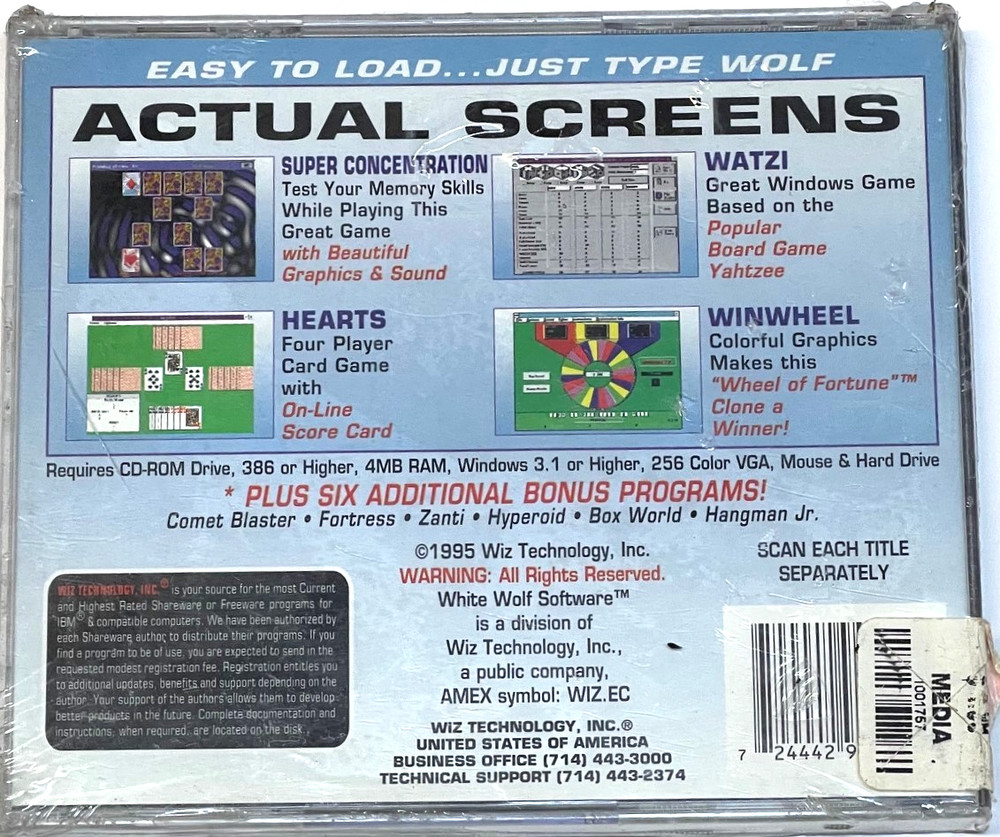 EASY TO LOAD...JUST TYPE WOLF
ACTUAL SCREENS
SUPER CONCENTRATION
Test Your Memory Skills
While Playing This
Great Game
with Beautiful
Graphics & Sound
WATZI
Great Windows Game
Based on the
Popular
Board Game
Yahtzee
HEARTS
Four Player
Card Game
with
On-Line
Score Card
WINWHEEL
Colorful Graphics
Makes this
"Wheel of Fortune"™
Clone a
Winner!
Requires CD-ROM Drive, 386 or Higher, 4MB RAM, Windows 3.1 or Higher, 256 Color VGA, Mouse & Hard Drive
* PLUS SIX ADDITIONAL BONUS PROGRAMS!
Comet Blaster • Fortress • Zanti • Hyperoid • Box World • Hangman Jr.
WIZ TECHNOLOGY, INC.® is your source for the most Current
and Highest Rated Shareware or Freeware programs for
IBM® & compatible computers. We have been authorized by
each Shareware author to distribute their programs. If you
find a program to be of use, you are expected to send in the
requested modest registration fee. Registration entitles you
to additional updates, benefits and support depending on the
author. Your support of the authors allows them to develop
better products in the future. Complete documentation and
instructions, when required, are located on the disk.
©1995 Wiz Technology, Inc.
WARNING: All Rights Reserved.
White Wolf Software™
is a division of
Wiz Technology, Inc.,
a public company,
AMEX symbol: WIZ.EC
WIZ TECHNOLOGY, INC.®
UNITED STATES OF AMERICA
BUSINESS OFFICE (714) 443-3000
TECHNICAL SUPPORT (714) 443-2374
SCAN EACH TITLE
SEPARATELY
7 24442 9
1001757
MEDIA